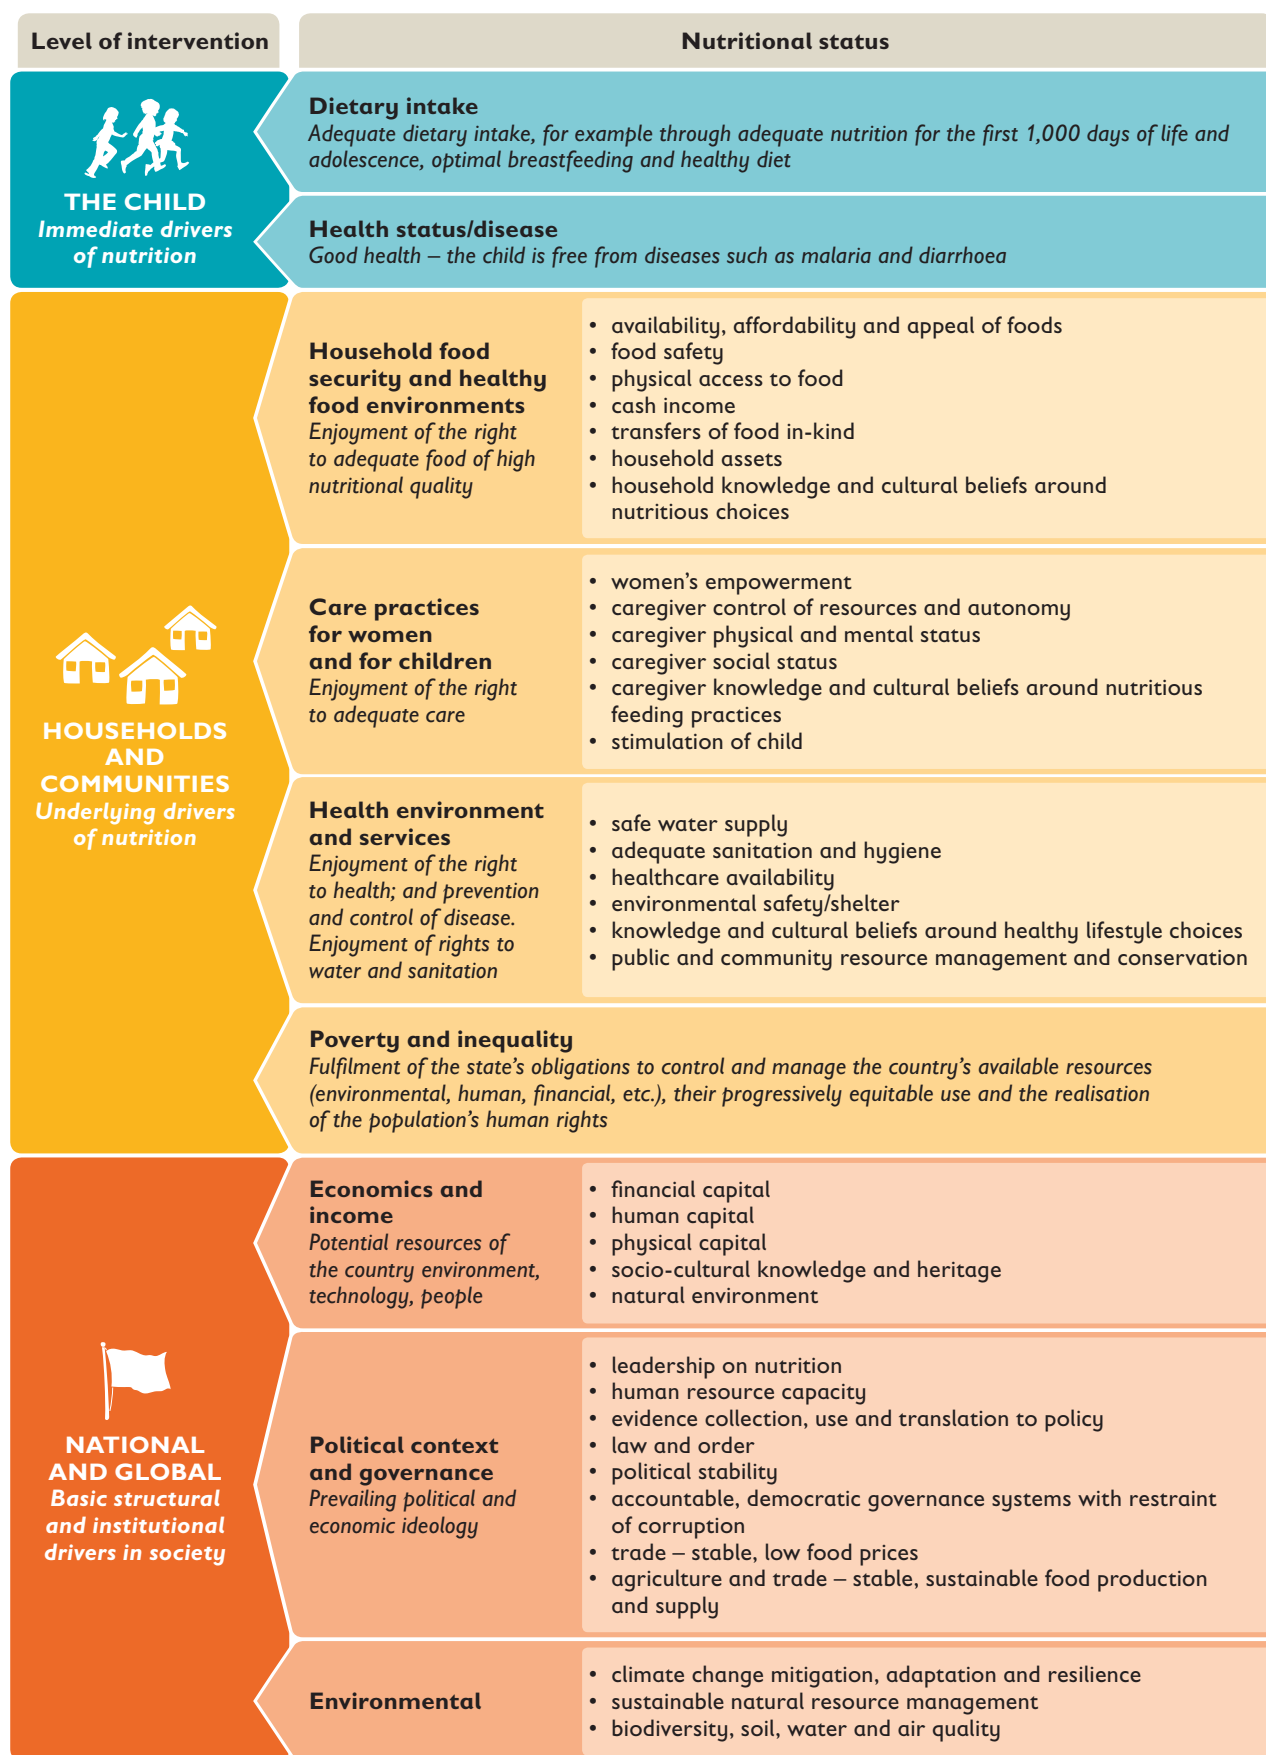 Level of intervention
Nutritional status
THE CHILD
Immediate drivers
of nutrition
Dietary intake
Adequate dietary intake, for example through adequate nutrition for the first 1,000 days of life and
adolescence, optimal breastfeeding and healthy diet
Health status/disease
Good health – the child is free from diseases such as malaria and diarrhoea
HOUSEHOLDS
AND
COMMUNITIES
Underlying drivers
of nutrition
Household food
security and healthy
food environments
Enjoyment of the right
to adequate food of high
nutritional quality
• availability, affordability and appeal of foods
• food safety
• physical access to food
• cash income
• transfers of food in-kind
• household assets
• household knowledge and cultural beliefs around
nutritious choices
Care practices
for women
and for children
Enjoyment of the right
to adequate care
• women’s empowerment
• caregiver control of resources and autonomy
• caregiver physical and mental status
• caregiver social status
• caregiver knowledge and cultural beliefs around nutritious
feeding practices
• stimulation of child
Health environment
and services
Enjoyment of the right
to health; and prevention
and control of disease.
Enjoyment of rights to
water and sanitation
• safe water supply
• adequate sanitation and hygiene
• healthcare availability
• environmental safety/shelter
• knowledge and cultural beliefs around healthy lifestyle choices
• public and community resource management and conservation
Poverty and inequality
Fulfilment of the state’s obligations to control and manage the country’s available resources
(environmental, human, financial, etc.), their progressively equitable use and the realisation
of the population’s human rights
NATIONAL
AND GLOBAL
Basic structural
and institutional
drivers in society
Economics and
income
Potential resources of
the country environment,
technology, people
• financial capital
• human capital
• physical capital
• socio-cultural knowledge and heritage
• natural environment
Political context
and governance
Prevailing political and
economic ideology
• leadership on nutrition
• human resource capacity
• evidence collection, use and translation to policy
• law and order
• political stability
• accountable, democratic governance systems with restraint
of corruption
• trade – stable, low food prices
• agriculture and trade – stable, sustainable food production
and supply
Environmental
• climate change mitigation, adaptation and resilience
• sustainable natural resource management
• biodiversity, soil, water and air quality